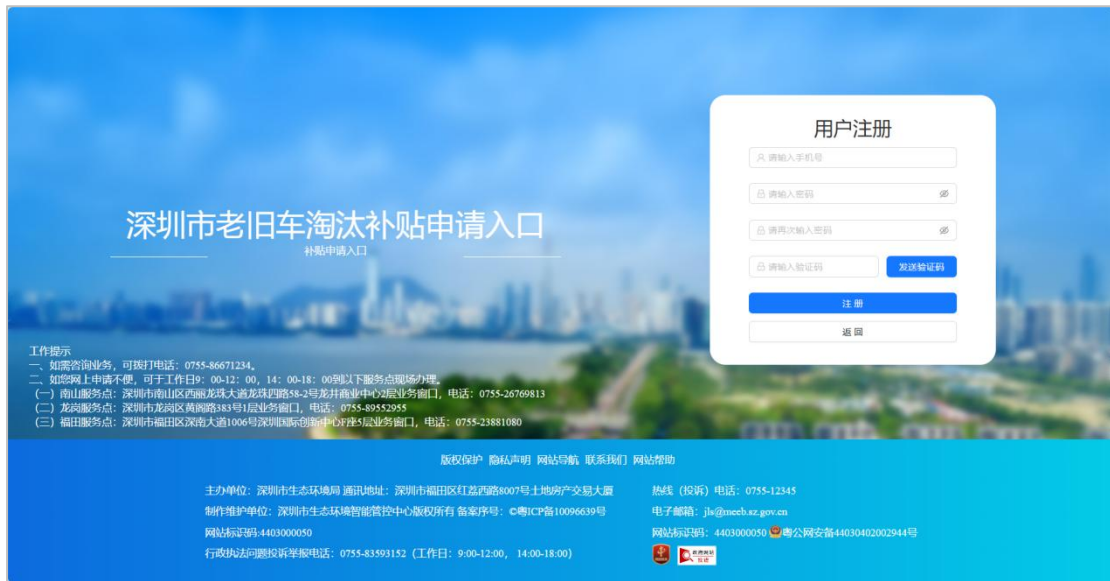 用户注册
请输入手机号
请输入密码
请再次输入密码
请输入验证码
发送验证码
注 册
返 回
深圳市老旧车淘汰补贴申请入口
补贴申请入口
工作提示
一、如需咨询业务，可拨打电话：0755-86671234。
二、如您网上申请不便，可于工作日9：00-12：00，14：00-18：00到以下服务点现场办理。
（一）南山服务点：深圳市南山区西丽龙珠大道龙珠四路58-2号龙井商业中心2层业务窗口，电话：0755-26769813
（二）龙岗服务点：深圳市龙岗区黄阁路383号1层业务窗口，电话：0755-89552955
（三）福田服务点：深圳市福田区深南大道1006号深圳国际创新中心F座5层业务窗口，电话：0755-23881080
版权保护 隐私声明 网站导航 联系我们 网站帮助
主办单位：深圳市生态环境局 通讯地址：深圳市福田区红荔西路8007号土地房产交易大厦
热线（投诉）电话：0755-12345
制作维护单位：深圳市生态环境智能管控中心版权所有 备案序号：©粤ICP备10096639号
电子邮箱：jls@meeb.sz.gov.cn
网站标识码:4403000050
网站标识码：4403000050 粤公网安备44030402002944号
行政执法问题投诉举报电话：0755-83593152（工作日：9:00-12:00，14:00-18:00）